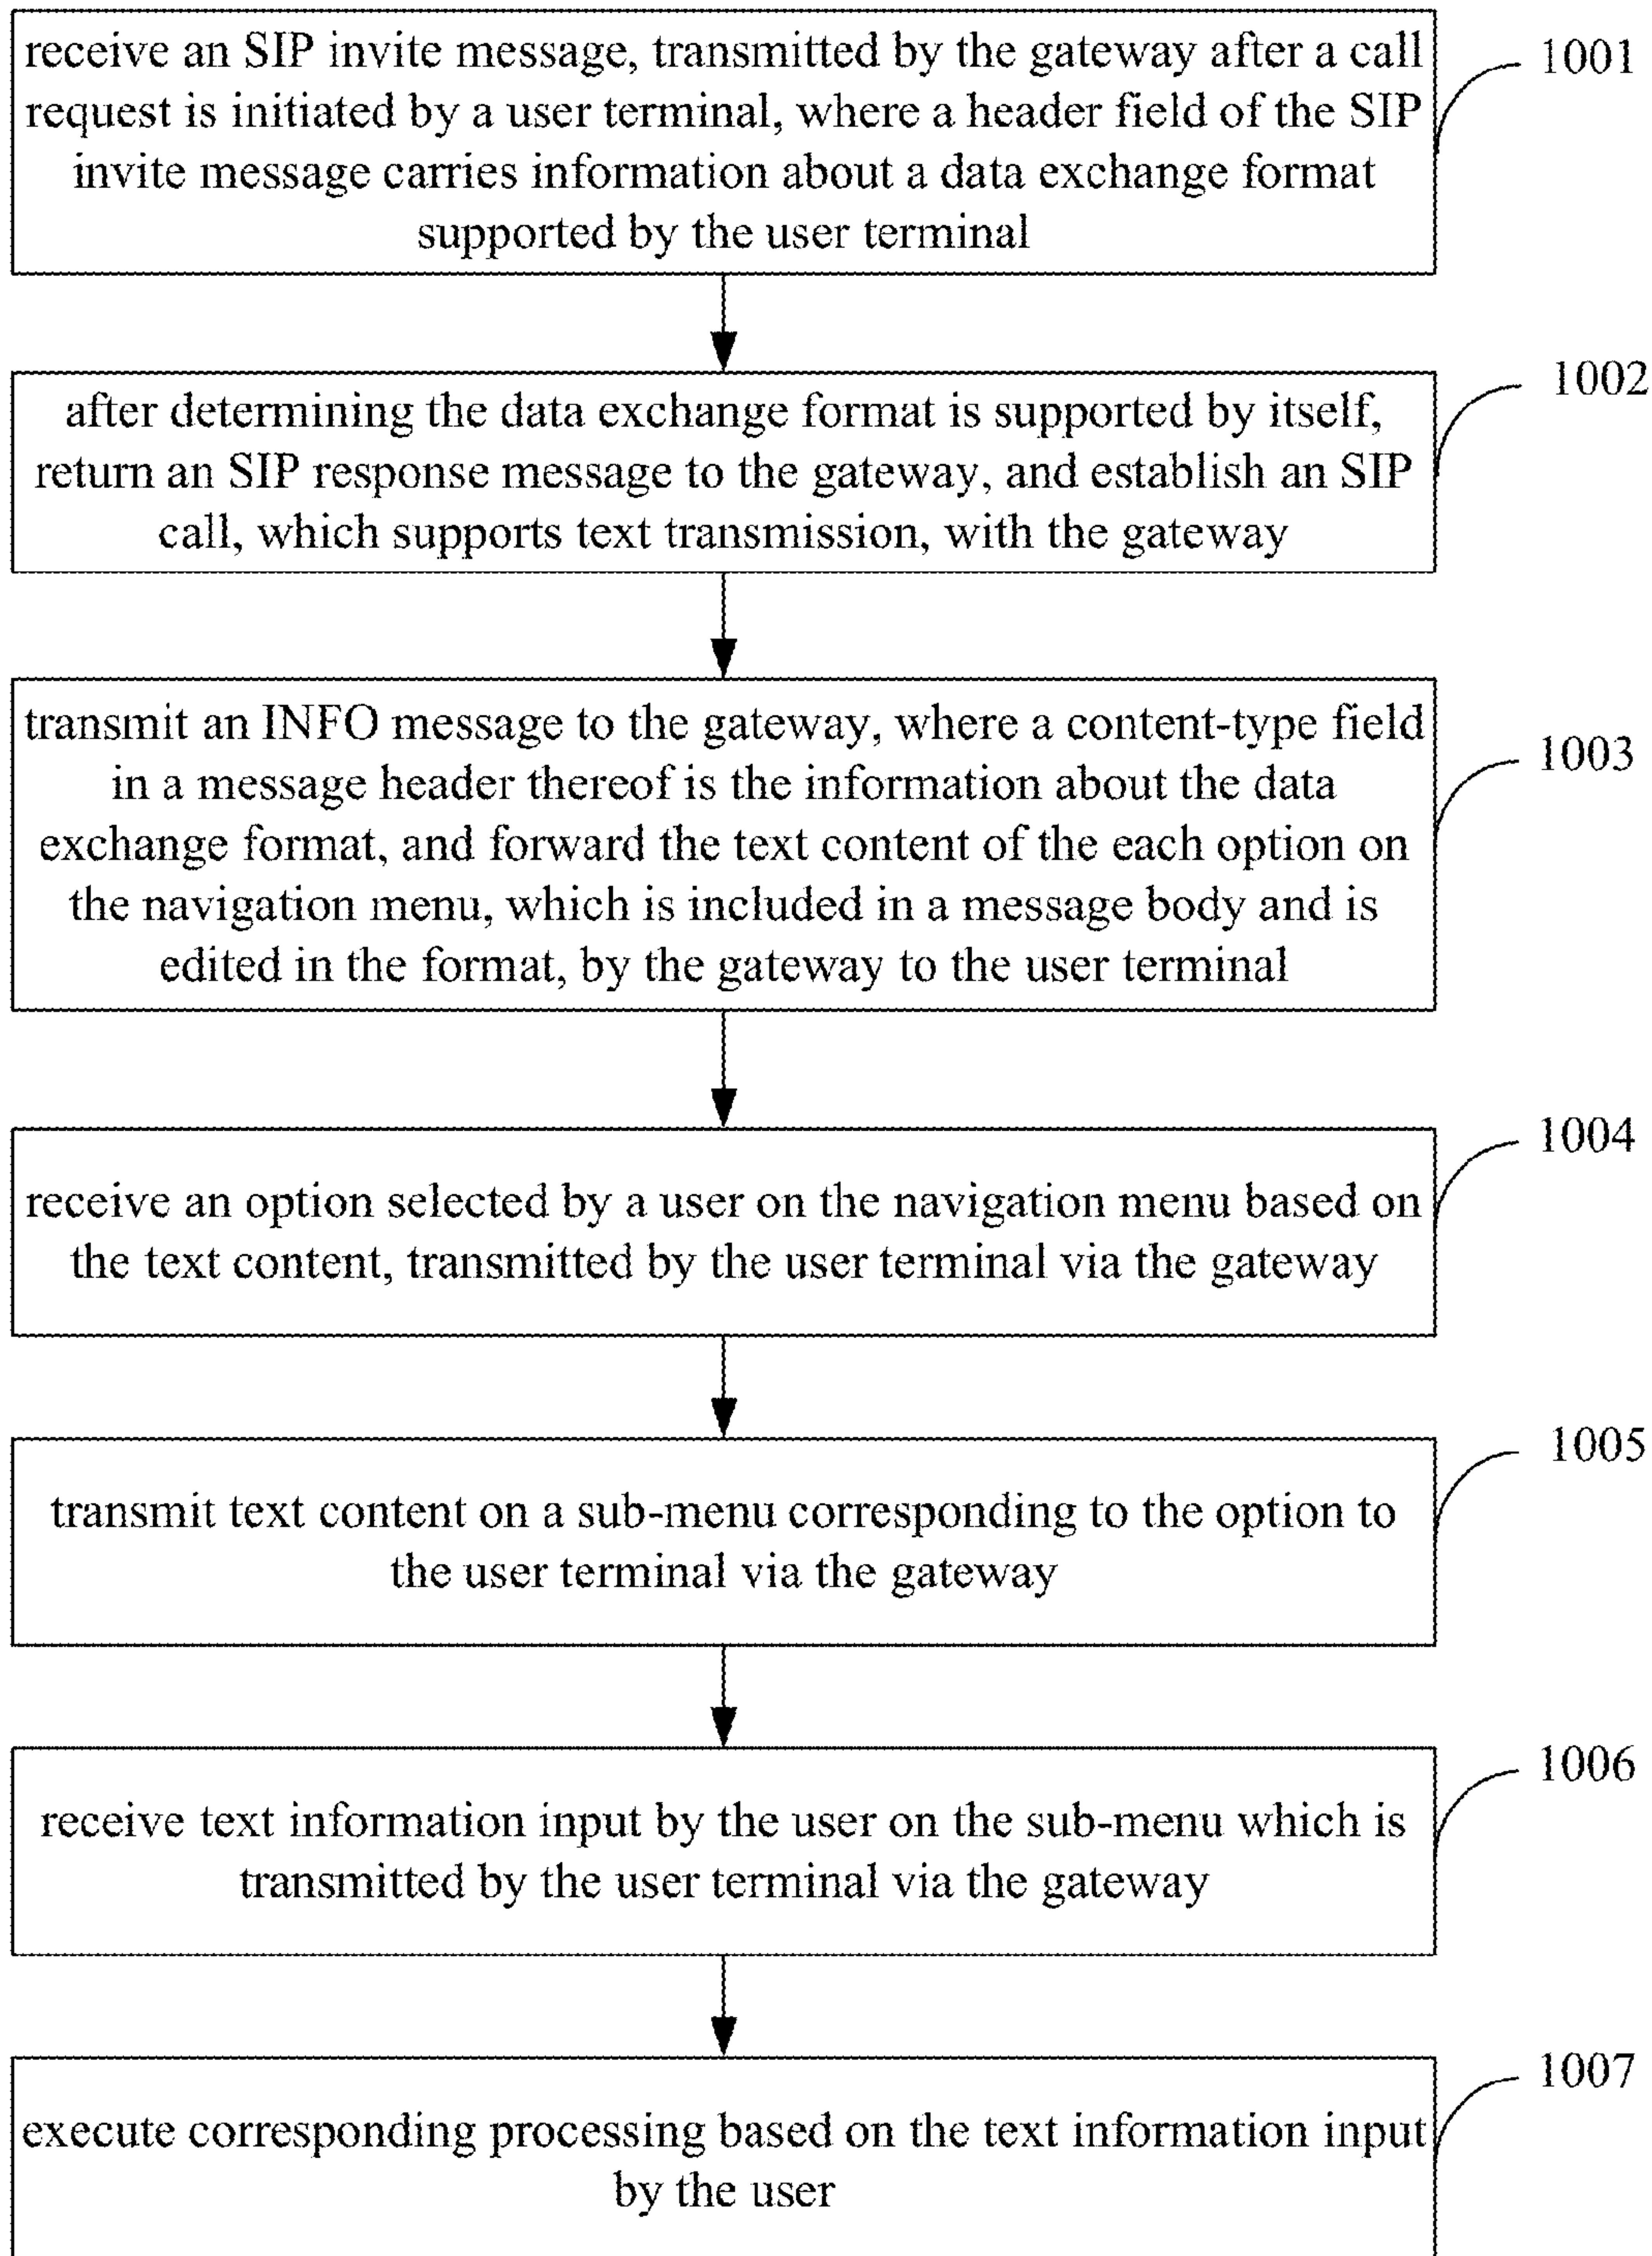 receive an SIP invite message, transmitted by the gateway after a call
request is initiated by a user terminal, where a header field of the SIP
invite message carries information about a data exchange format
supported by the user terminal
1001
after determining the data exchange format is supported by itself,
return an SIP response message to the gateway, and establish an SIP
call, which supports text transmission, with the gateway
1002
transmit an INFO message to the gateway, where a content-type field
in a message header thereof is the information about the data
exchange format, and forward the text content of the each option on
the navigation menu, which is included in a message body and is
edited in the format, by the gateway to the user terminal
1003
receive an option selected by a user on the navigation menu based on
the text content, transmitted by the user terminal via the gateway
1004
transmit text content on a sub-menu corresponding to the option to
the user terminal via the gateway
1005
receive text information input by the user on the sub-menu which is
transmitted by the user terminal via the gateway
1006
execute corresponding processing based on the text information input
by the user
1007